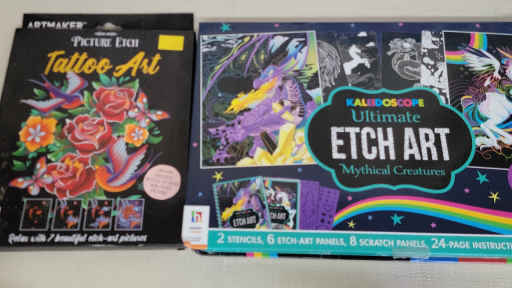 ARTMAKER
PICTURE ETCH
Tattoo Art
Relax with 7 beautiful etch-art pictures
KALEIDOSCOPE
Ultimate
ETCH ART
Mythical Creatures
ETCH ART
2 STENCILS, 6 ETCH-ART PANELS, 8 SCRATCH PANELS, 24-PAGE INSTRUCTI